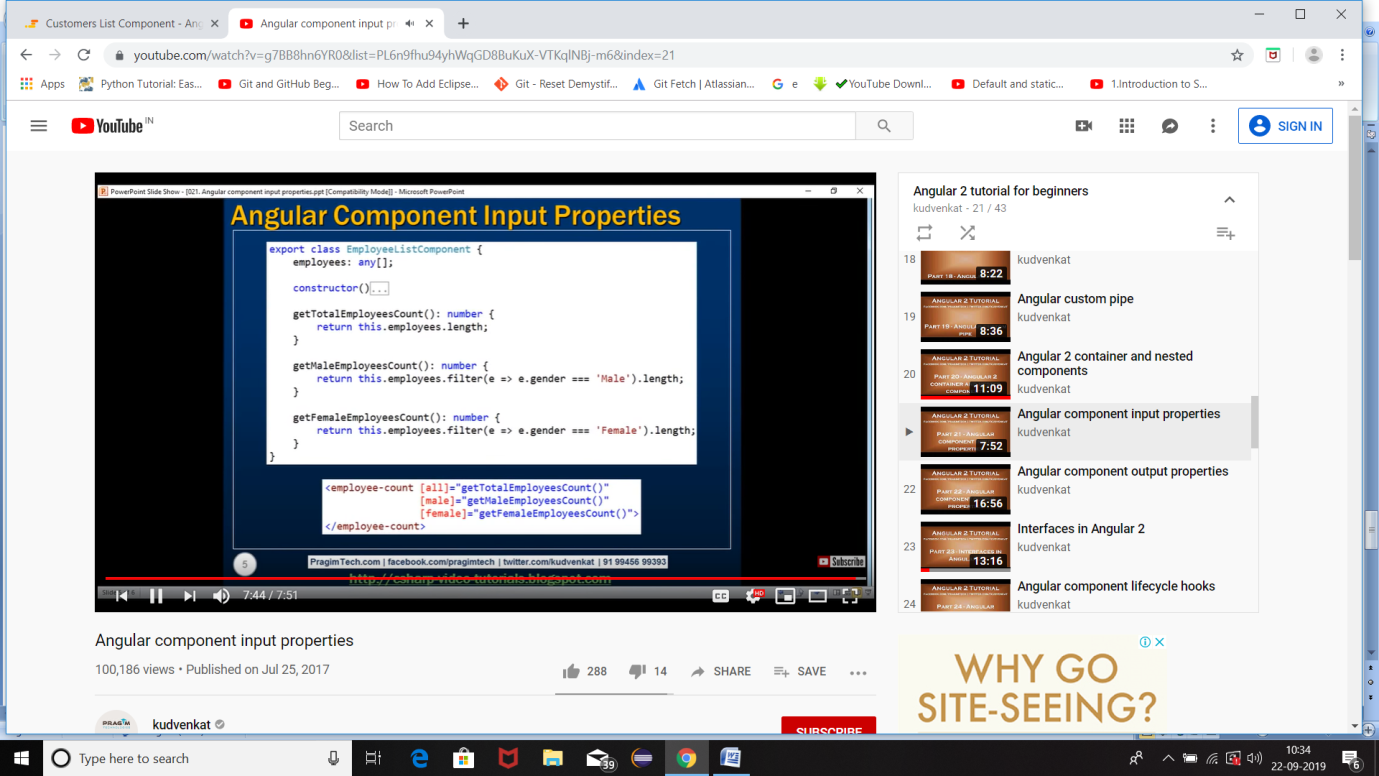 Customers List Component - Ang
Angular component input pr
youtube.com/watch?v=g7BB8hn6YR0&list=PL6n9fhu94yhWqGD8BuKuX-VTKqlNBj-m6&index=21
Apps
Python Tutorial: Eas...
Git and GitHub Beg...
How To Add Eclipse...
Git - Reset Demystif...
Git Fetch | Atlassian...
e
YouTube Downl...
Default and static...
1.Introduction to S...
»
YouTube IN
Search
SIGN IN
PowerPoint Slide Show - [021. Angular component input properties.ppt [Compatibility Mode]] - Microsoft PowerPoint
Angular Component Input Properties
export class EmployeeListComponent {
employees: any[];
constructor()...
getTotalEmployeesCount(): number {
return this.employees.length;
}
getMaleEmployeesCount(): number {
return this.employees.filter(e => e.gender === 'Male').length;
}
getFemaleEmployeesCount(): number {
return this.employees.filter(e => e.gender === 'Female').length;
}
}
<employee-count [all]="getTotalEmployeesCount()"
[male]="getMaleEmployeesCount()"
[female]="getFemaleEmployeesCount()">
</employee-count>
5
PragimTech.com | facebook.com/pragimtech | twitter.com/kudvenkat | 91 99456 99393
Subscribe
http://csharp-video-tutorials.blogspot.com
7:44 / 7:51
CC
HD
Angular component input properties
100,186 views • Published on Jul 25, 2017
288
14
SHARE
SAVE
PRAGIM
kudvenkat
SUBSCRIBE
Angular 2 tutorial for beginners
kudvenkat - 21 / 43
18
8:22
kudvenkat
19
8:36
Angular custom pipe
kudvenkat
20
11:09
Angular 2 container and nested
components
kudvenkat
7:52
Angular component input properties
kudvenkat
22
16:56
Angular component output properties
kudvenkat
23
13:16
Interfaces in Angular 2
kudvenkat
24
Angular component lifecycle hooks
kudvenkat
WHY GO
SITE-SEEING?
Type here to search
39
10:34
22-09-2019
6